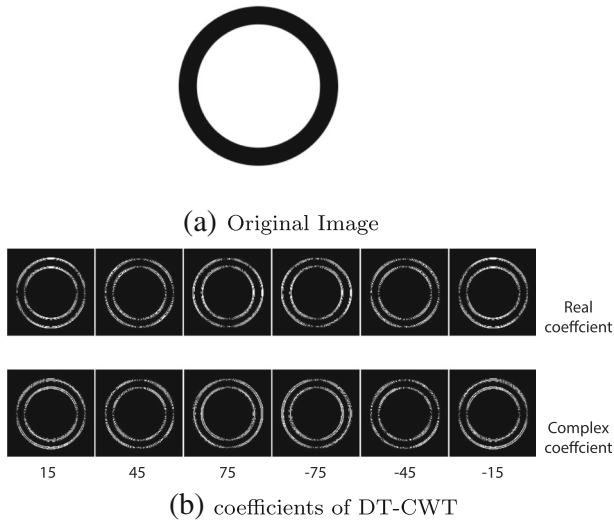 (a) Original Image
Real
coeffcient
Complex
coeffcient
15 45 75 -75 -45 -15
(b) coefficients of DT-CWT